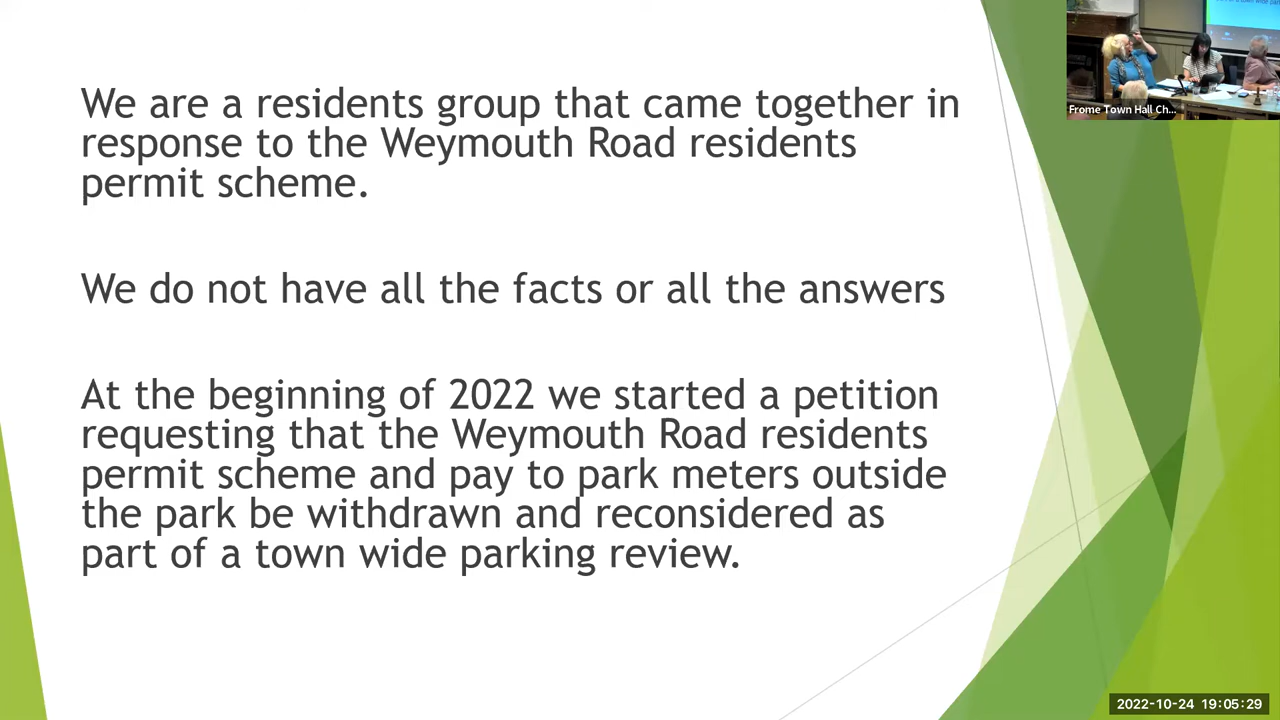 We are a residents group that came together in
response to the Weymouth Road residents
permit scheme.
We do not have all the facts or all the answers
At the beginning of 2022 we started a petition
requesting that the Weymouth Road residents
permit scheme and pay to park meters outside
the park be withdrawn and reconsidered as
part of a town wide parking review.
Frome Town Hall Ch...
2022-10-24 19:05:29